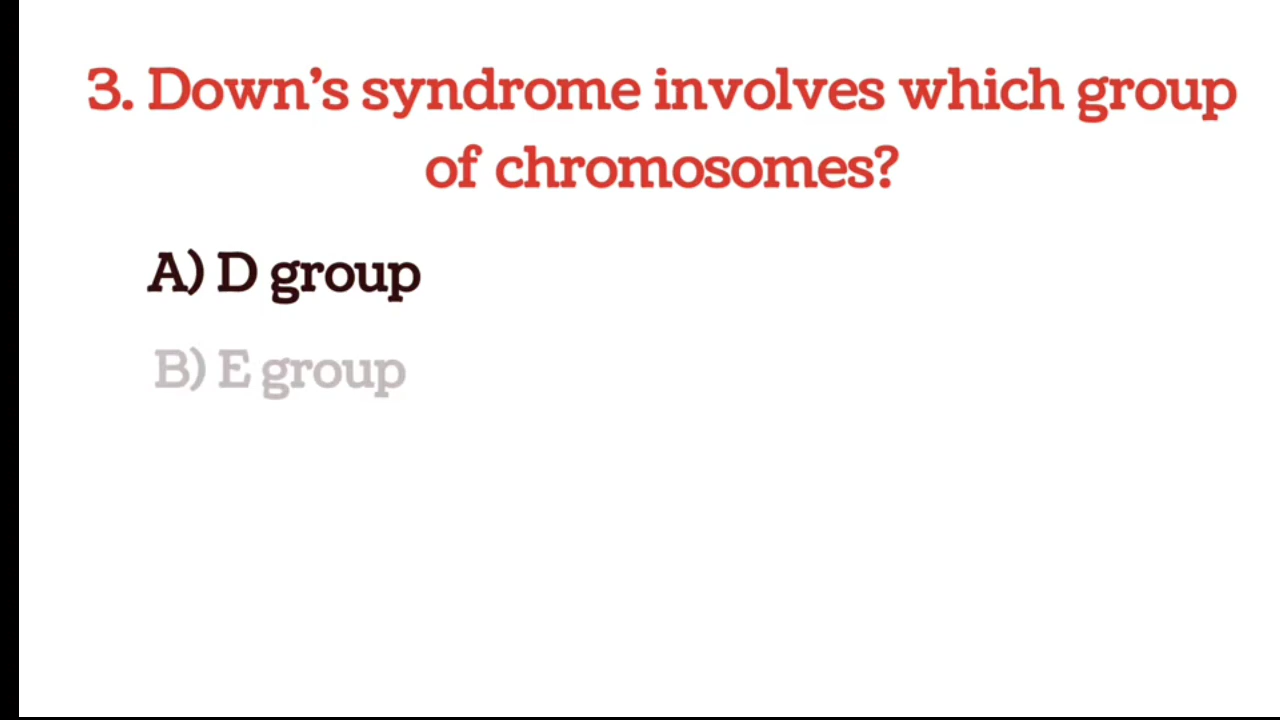 3. Down’s syndrome involves which group
of chromosomes?
A) D group
B) E group